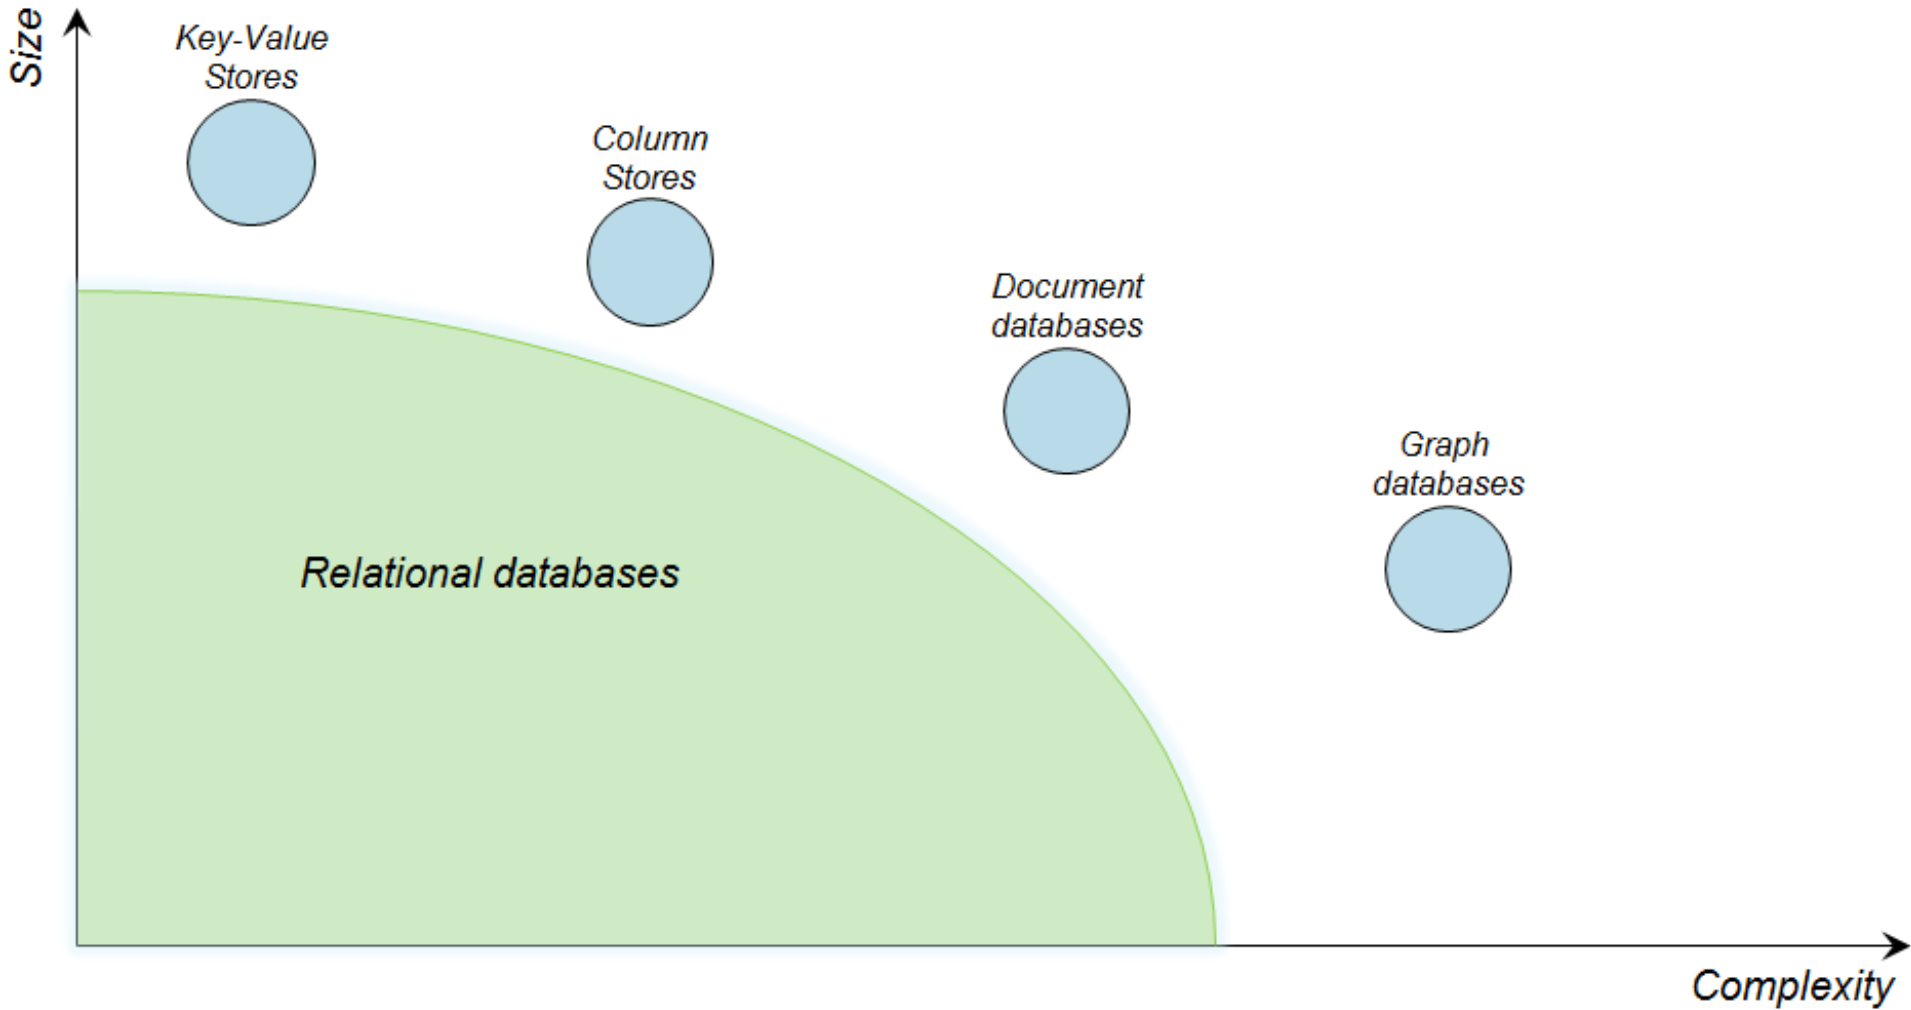 Size
Key-Value
Stores
Column
Stores
Document
databases
Graph
databases
Relational databases
Complexity